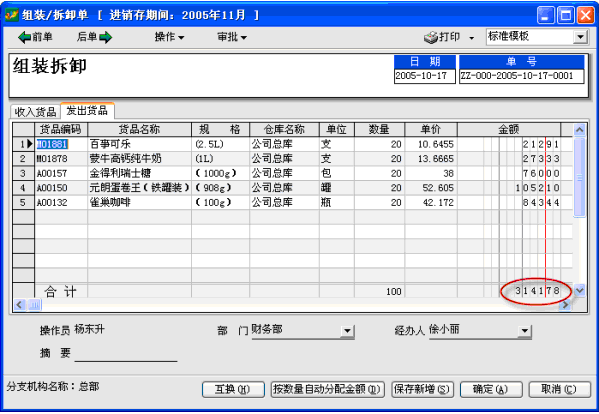 组装/拆卸单 [ 进销存期间：2005年11月 ]
前单 后单 操作 审批 打印 标准模板
组装拆卸
日 期 单 号
2005-10-17 ZZ-000-2005-10-17-0001
收入货品 发出货品
货品编码 货品名称 规 格 仓库名称 单位 数量 单价 金额
1 M01881 百事可乐 (2.5L) 公司总库 支 20 10.6455 21291
2 M01878 蒙牛高钙纯牛奶 (1L) 公司总库 支 20 13.6665 27333
3 A00157 金得利瑞士糖 (1000g) 公司总库 包 20 38 76000
4 A00150 元朗蛋卷王(铁罐装) (908g) 公司总库 罐 20 52.605 105210
5 A00132 雀巢咖啡 (100g) 公司总库 瓶 20 42.172 84344
合 计 100 314178
操作员 杨东升 部 门 财务部 经办人 徐小丽
摘 要
分支机构名称：总部 互换(H) 按数量自动分配金额(D) 保存新增(S) 确定(A) 取消(C)